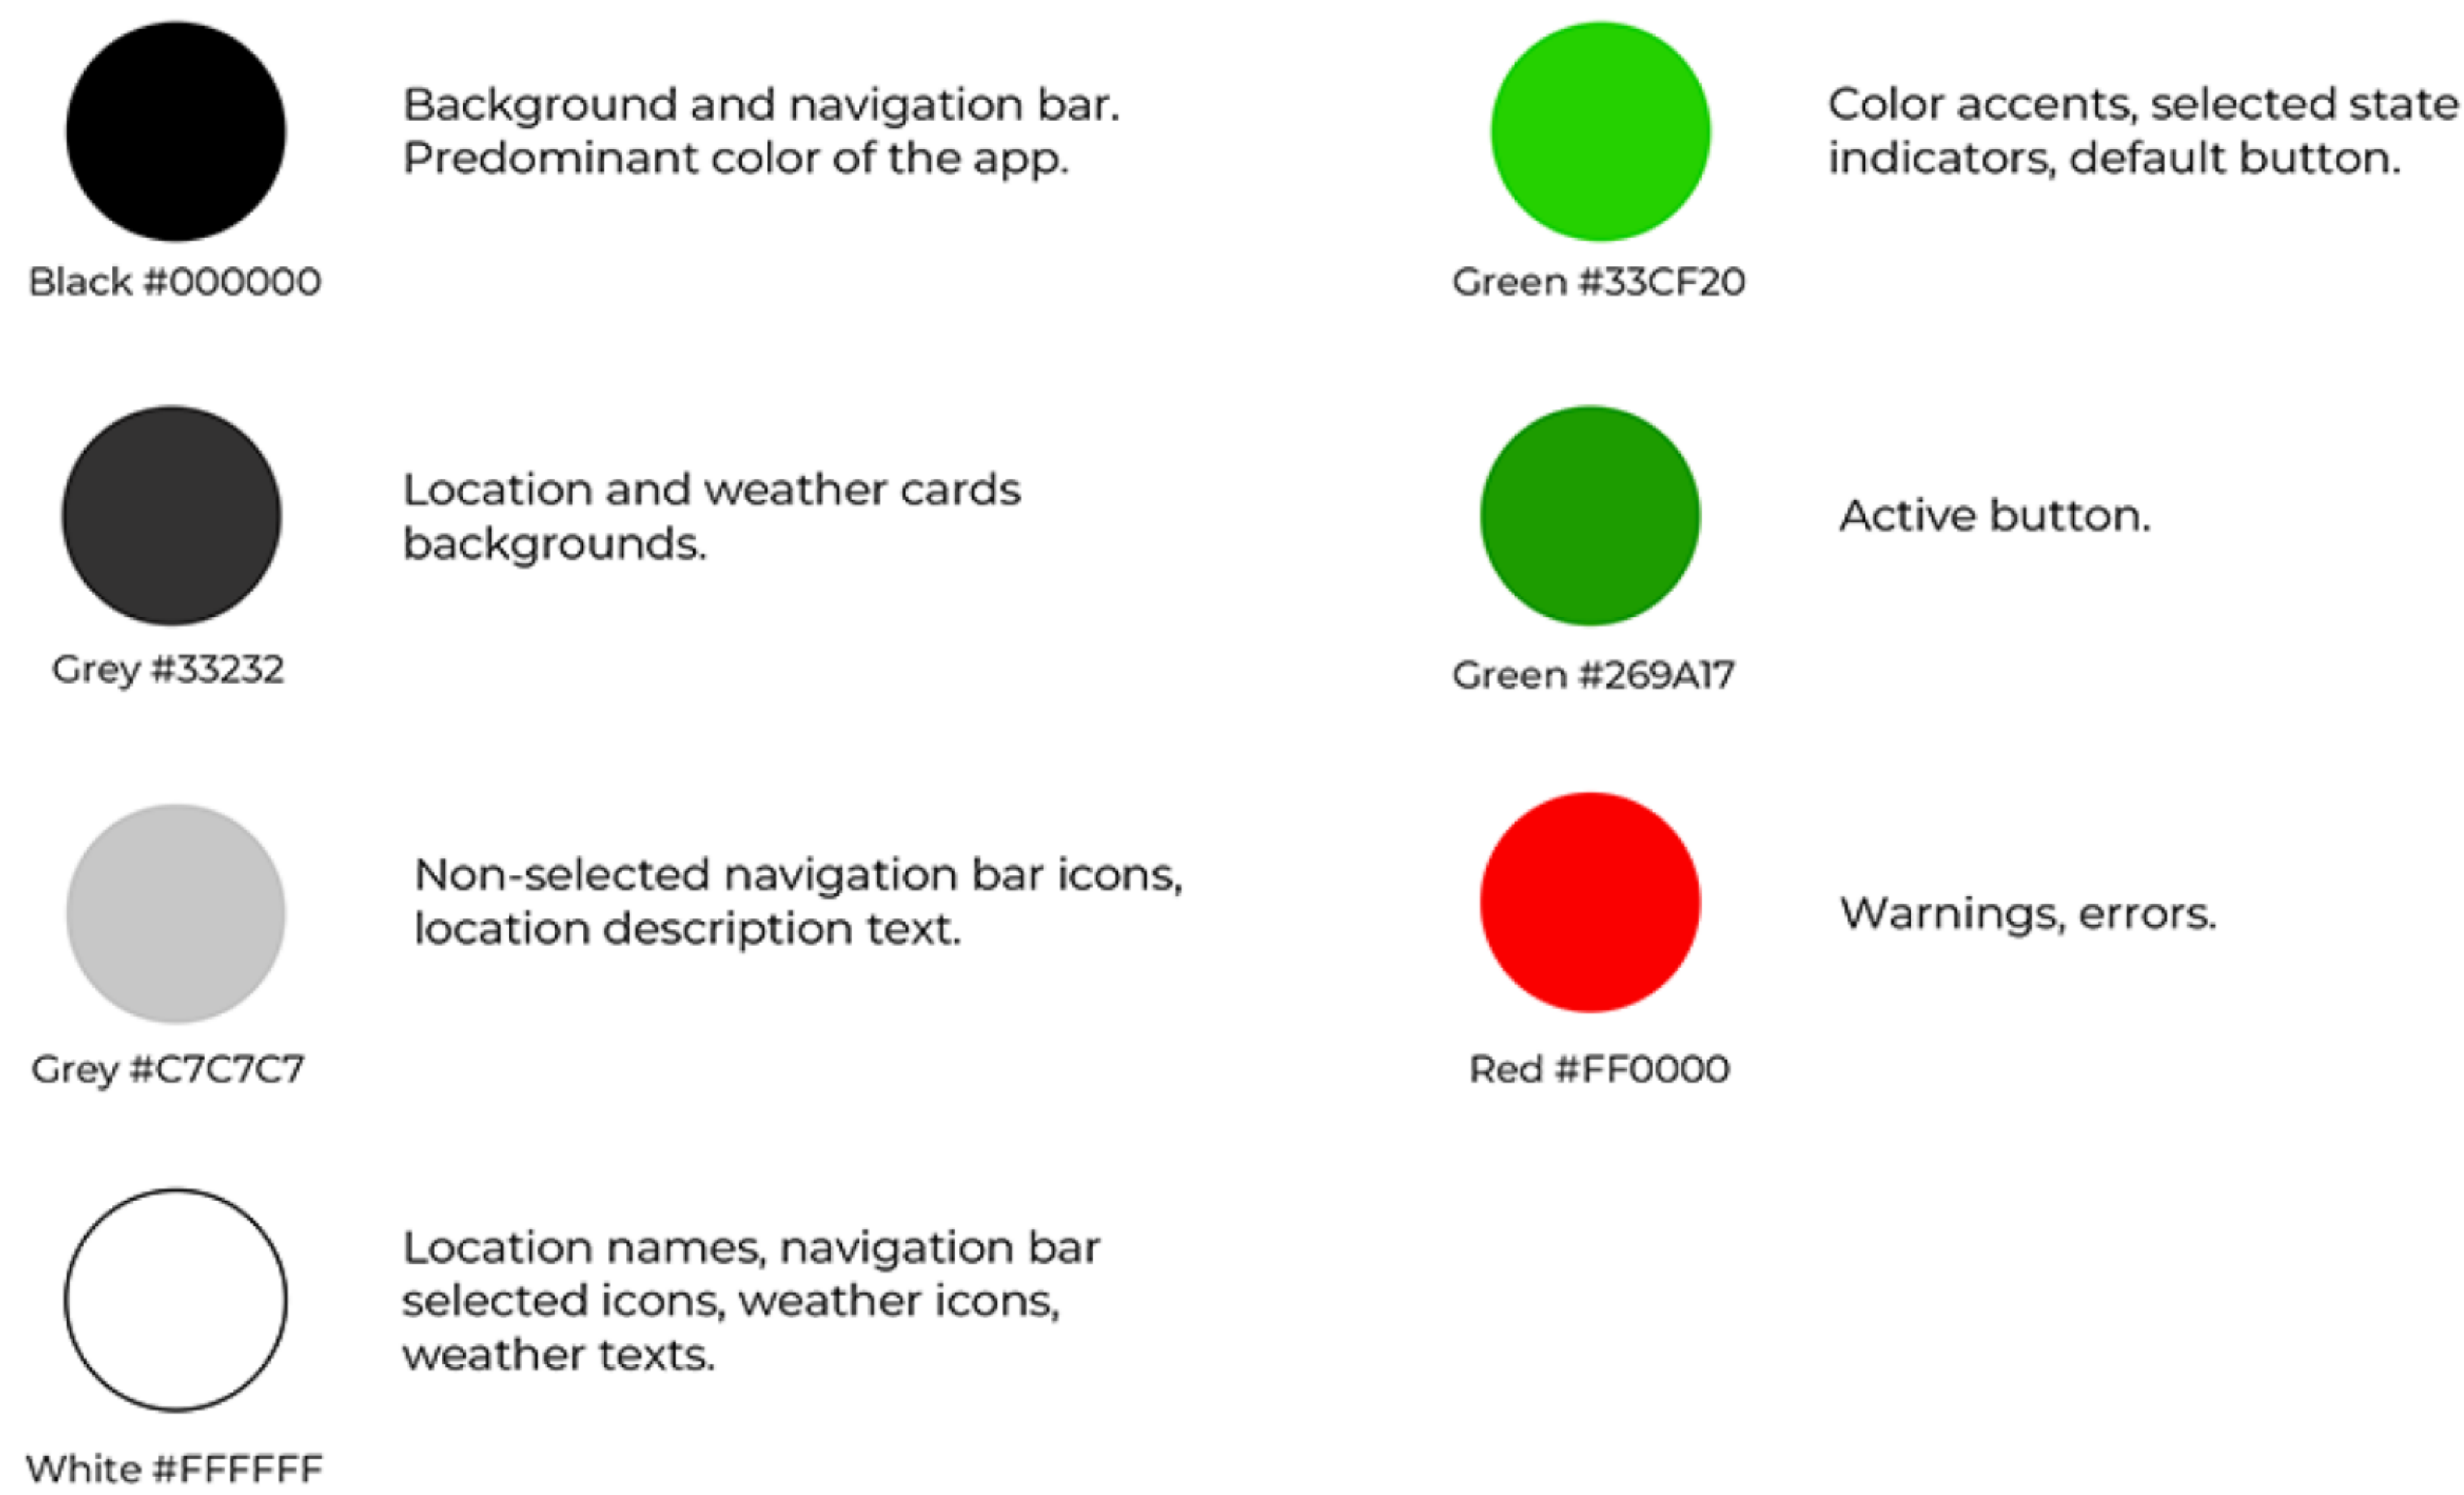 Background and navigation bar.
Predominant color of the app.
Black #000000
Location and weather cards
backgrounds.
Grey #33232
Non-selected navigation bar icons,
location description text.
Grey #C7C7C7
Location names, navigation bar
selected icons, weather icons,
weather texts.
White #FFFFFF
Color accents, selected state
indicators, default button.
Green #33CF20
Active button.
Green #269A17
Warnings, errors.
Red #FF0000